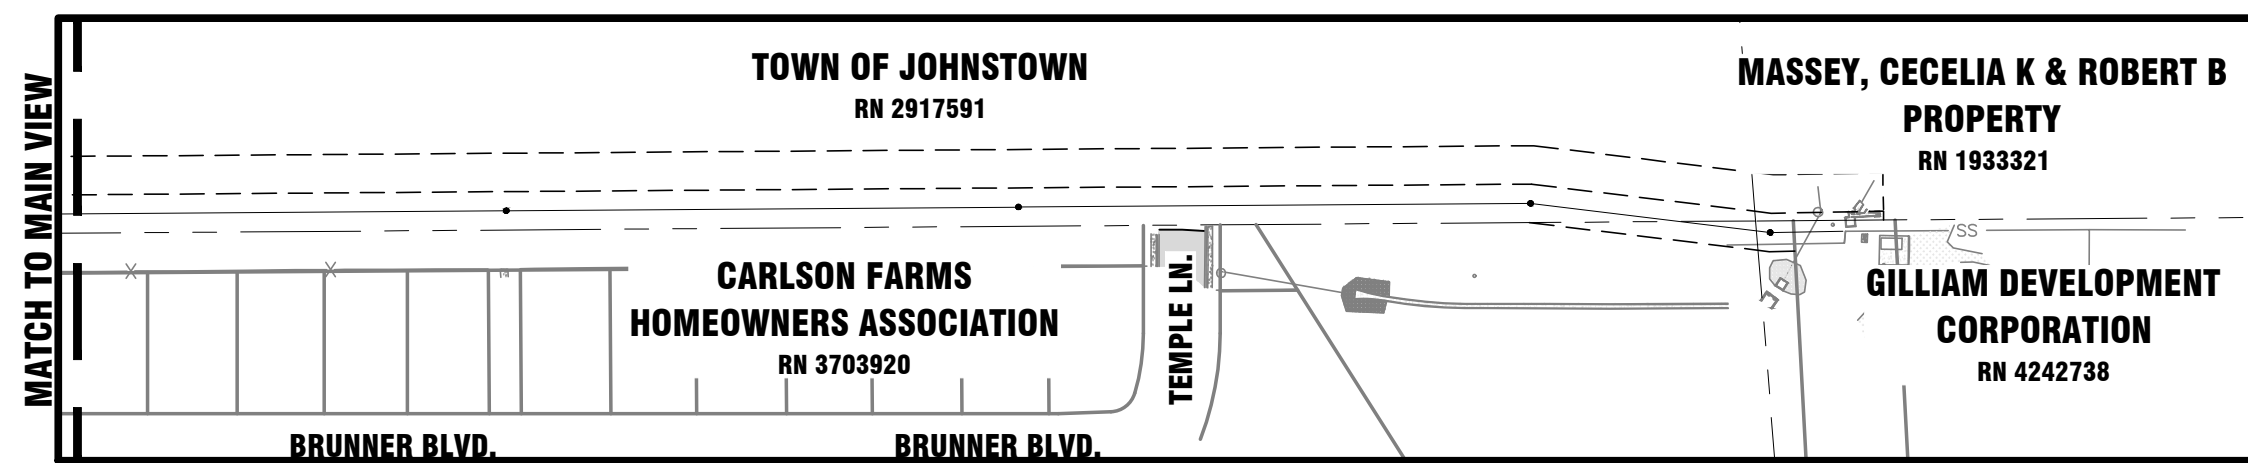 MATCH TO MAIN VIEW
TOWN OF JOHNSTOWN
RN 2917591
MASSEY, CECELIA K & ROBERT B
PROPERTY
RN 1933321
SS
CARLSON FARMS
HOMEOWNERS ASSOCIATION
RN 3703920
TEMPLE LN.
GILLIAM DEVELOPMENT
CORPORATION
RN 4242738
BRUNNER BLVD.
BRUNNER BLVD.